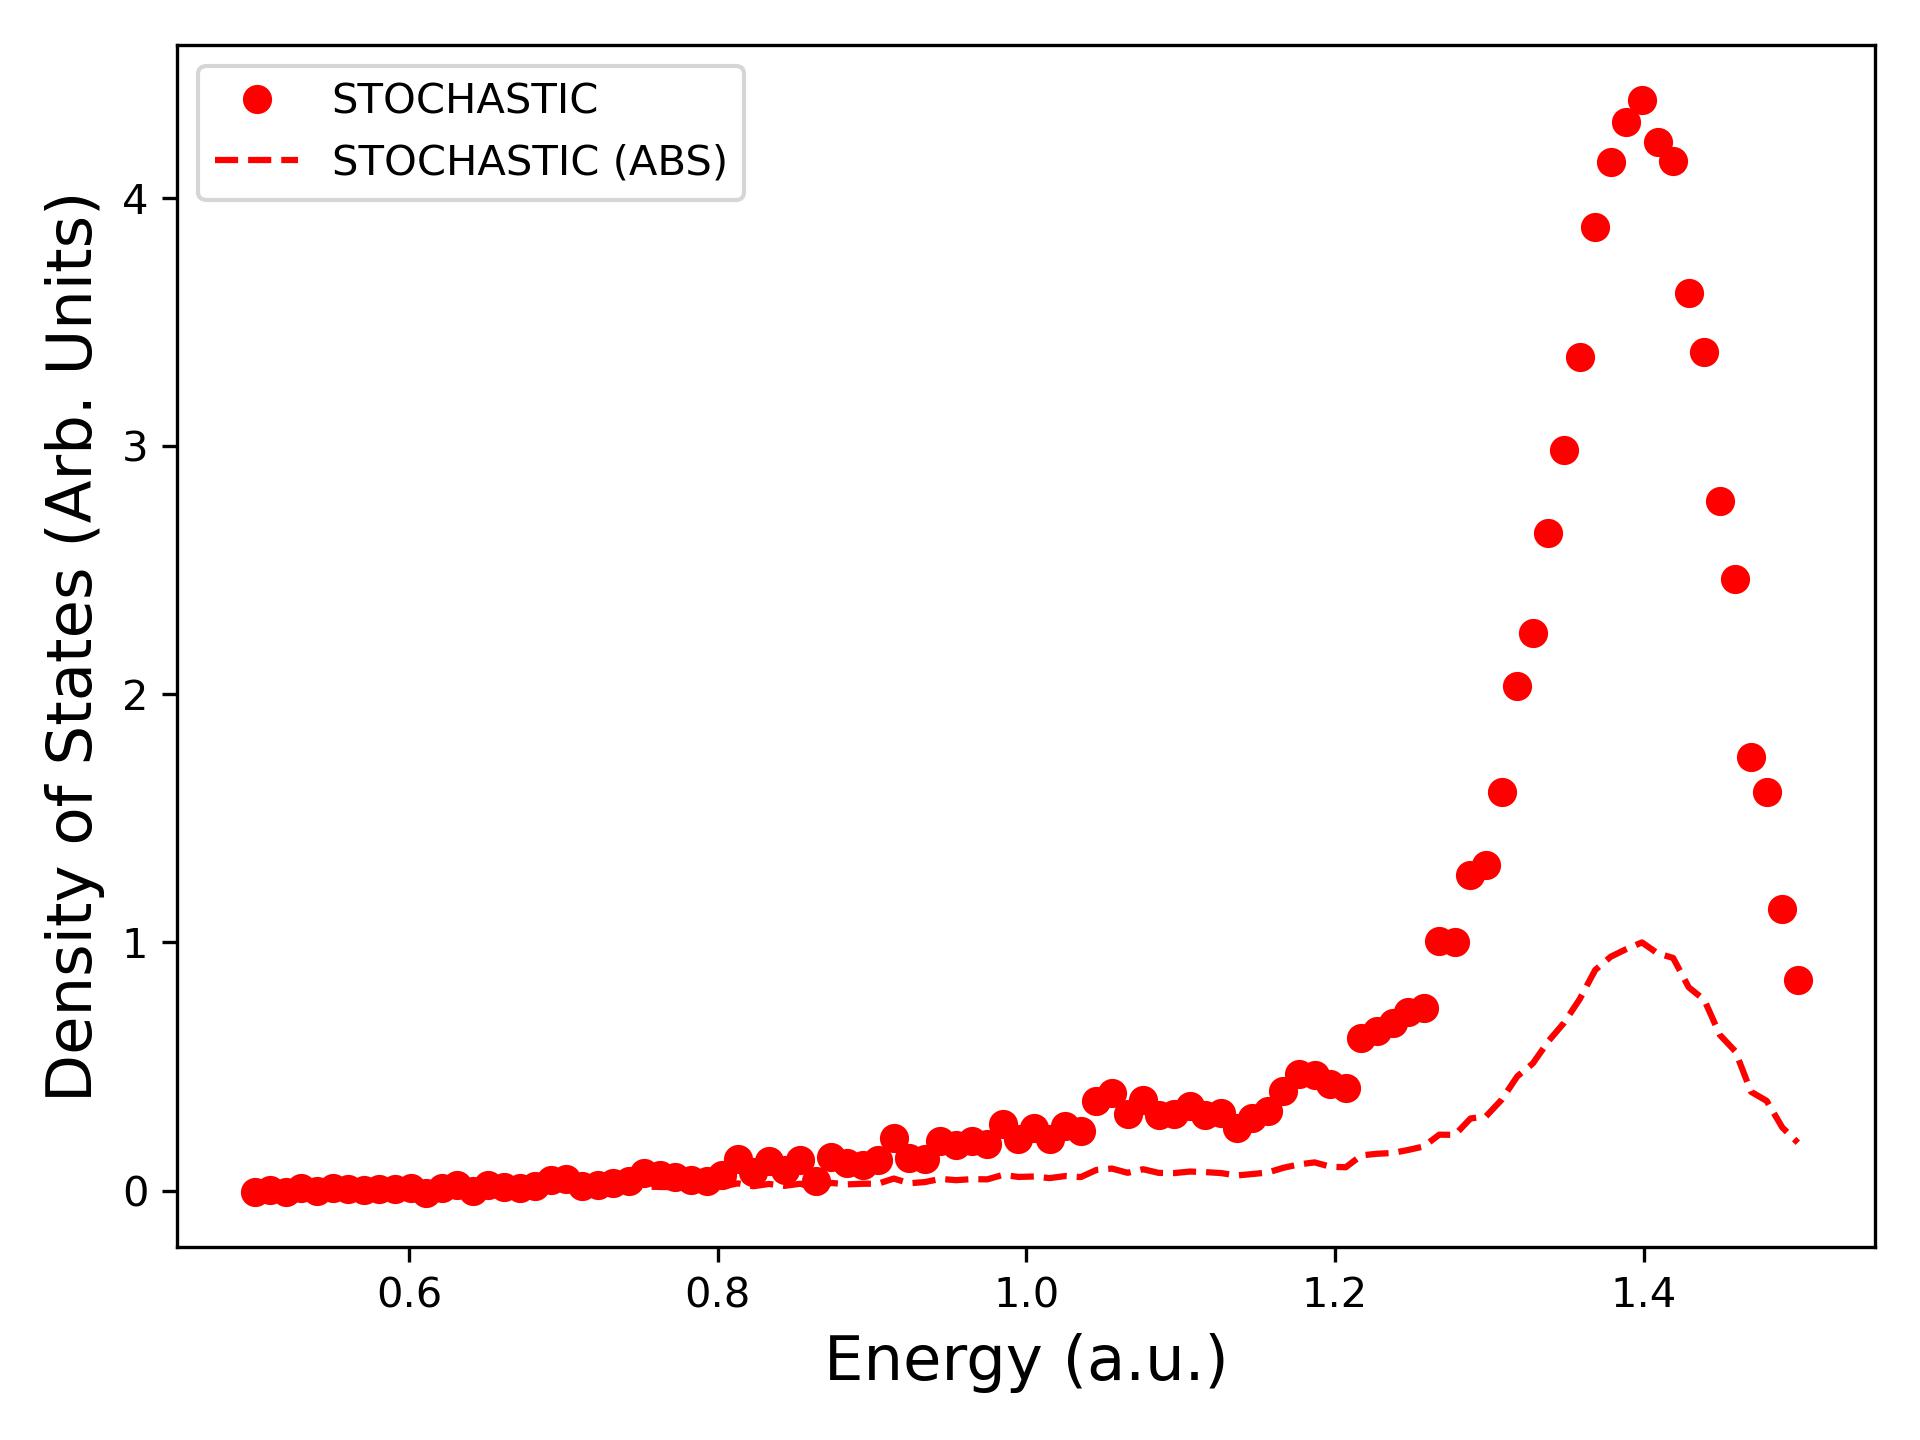 STOCHASTIC
STOCHASTIC (ABS)
Density of States (Arb. Units)
4
3
2
1
0
0.6 0.8 1.0 1.2 1.4
Energy (a.u.)